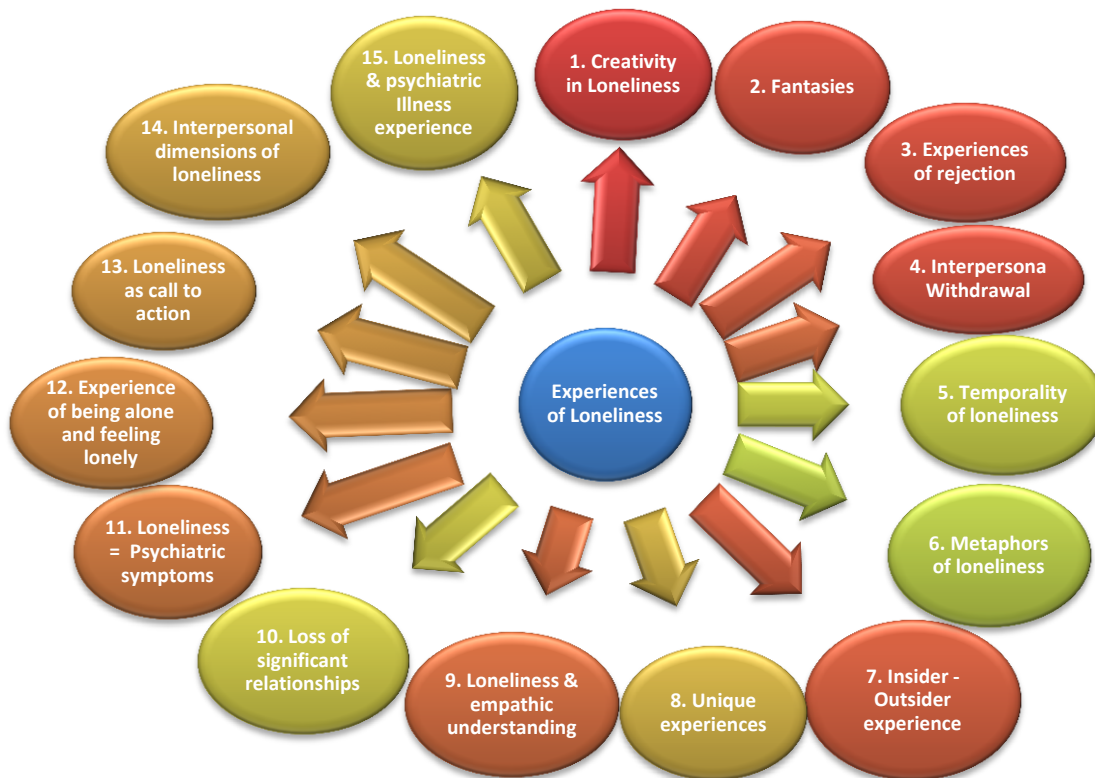 1. Creativity
in Loneliness
2. Fantasies
3. Experiences
of rejection
4. Interpersona
Withdrawal
5. Temporality
of loneliness
6. Metaphors
of loneliness
7. Insider -
Outsider
experience
8. Unique
experiences
9. Loneliness &
empathic
understanding
10. Loss of
significant
relationships
11. Loneliness
= Psychiatric
symptoms
12. Experience
of being alone
and feeling
lonely
13. Loneliness
as call to
action
14. Interpersonal
dimensions of
loneliness
15. Loneliness
& psychiatric
Illness
experience
Experiences
of Loneliness